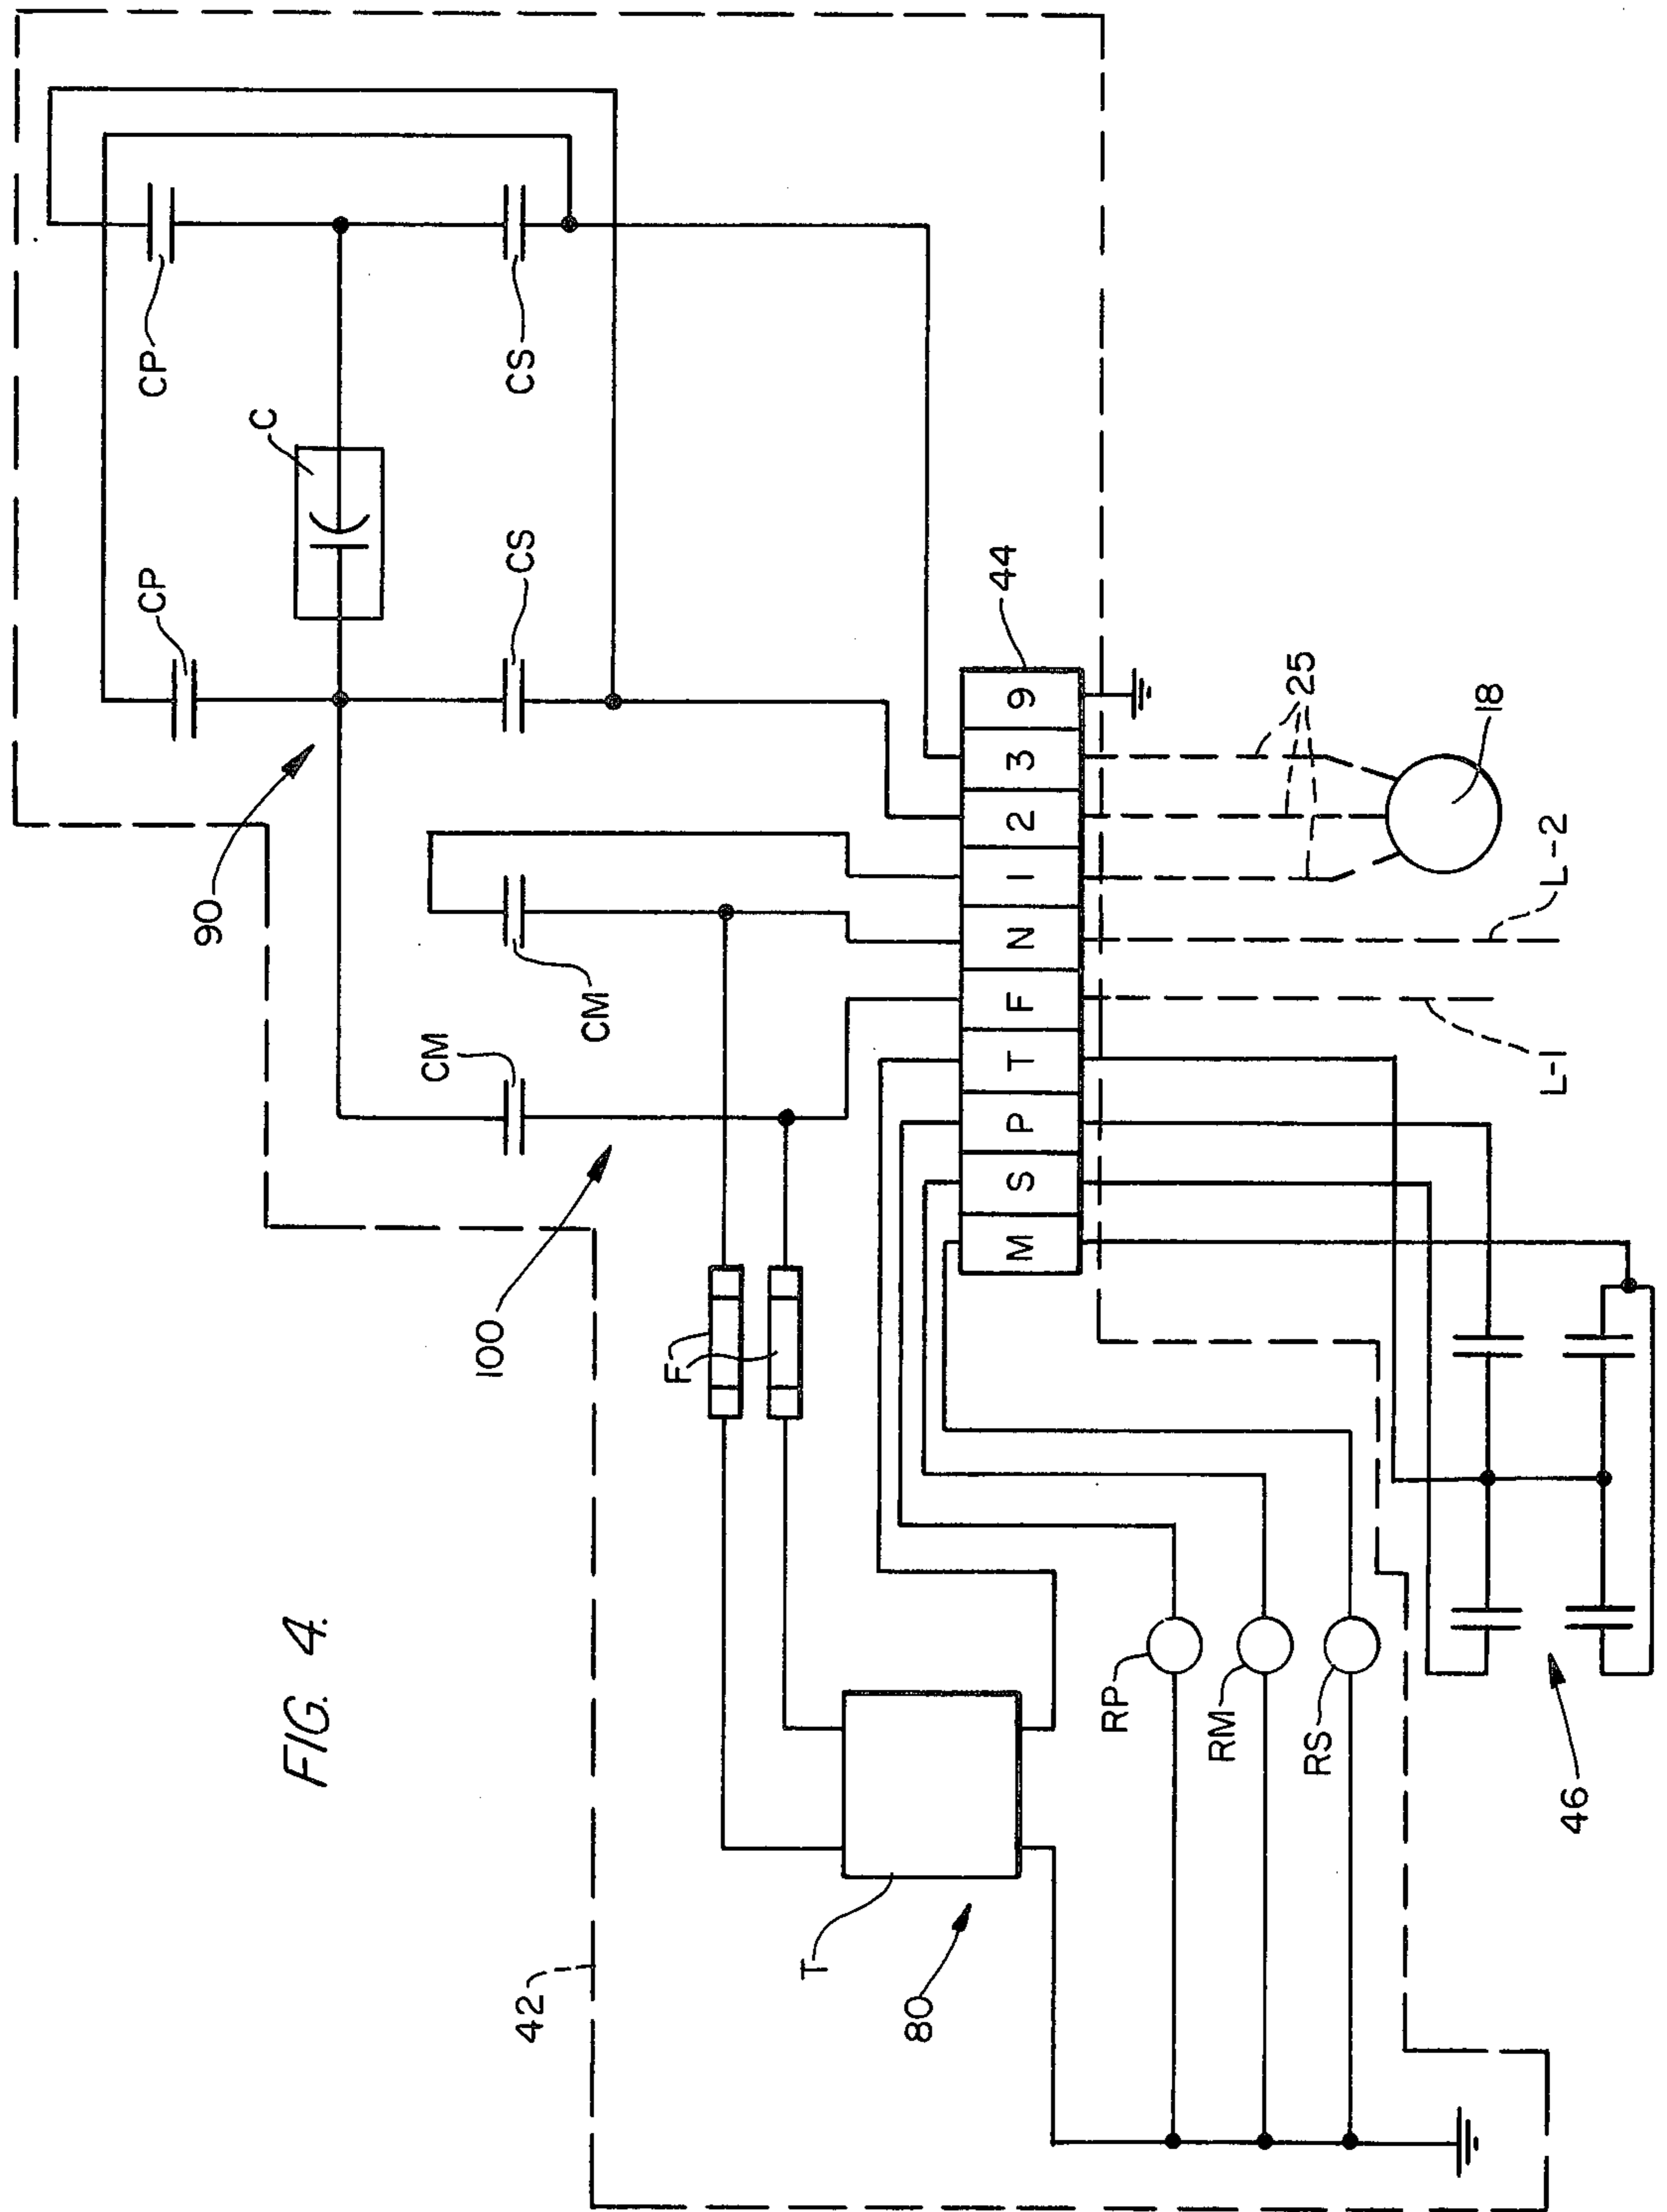 CP
CP
90
C
FIG. 4.
CM
100
42
CS
CS
CM
F
T
80
44
M S P T F N 1 2 3 9
RP
RM
25
RS
18
L-1
L-2
46